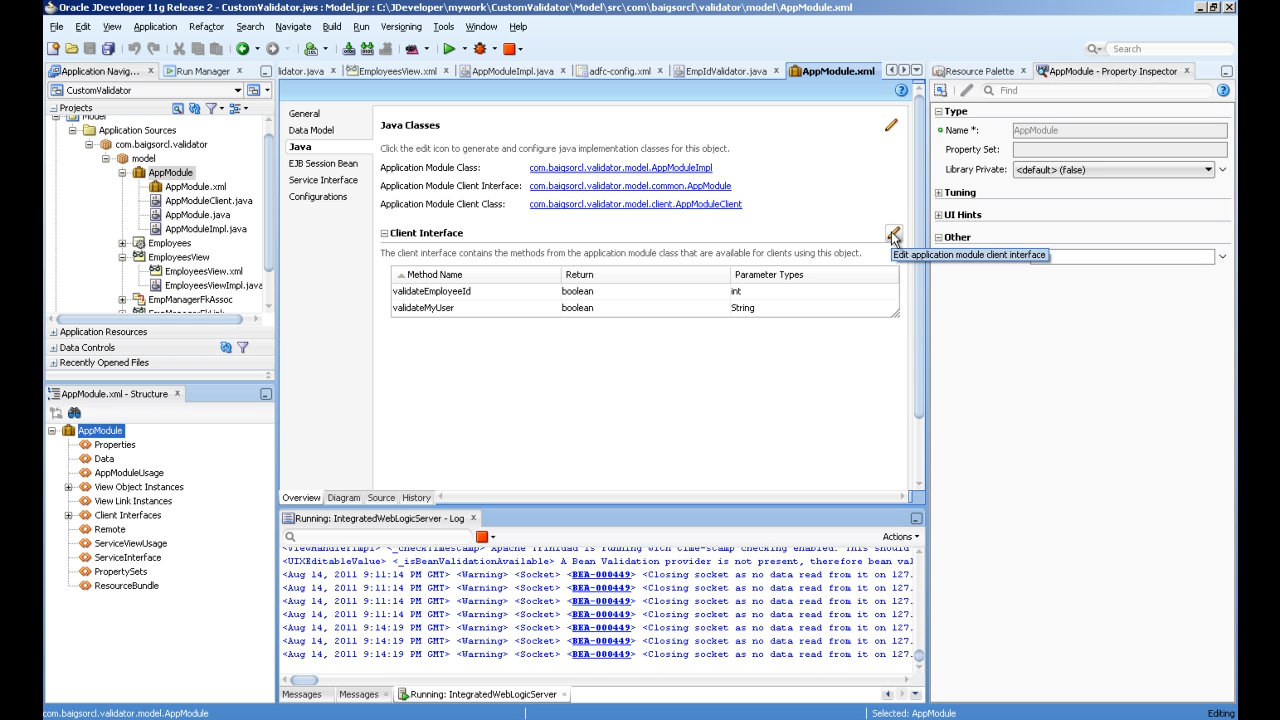 Oracle JDeveloper 11g Release 2 - CustomValidator.jws : Model.jpr : C:\JDeveloper\mywork\CustomValidator\Model\src\com\baigsorcl\validator\model\AppModule.xml
File Edit View Application Refactor Search Navigate Build Run Versioning Tools Window Help
Search
Application Navig... x
Run Manager x
CustomValidator
Projects
Model
Application Sources
com.baigsorcl.validator
model
AppModule
AppModule.xml
AppModuleClient.java
AppModule.java
AppModuleImpl.java
Employees
EmployeesView
EmployeesView.xml
EmployeesViewImpl.java
EmpManagerFkAssoc
EmpManagerFkLink
Application Resources
Data Controls
Recently Opened Files
AppModule.xml - Structure x
AppModule
Properties
Data
AppModuleUsage
View Object Instances
View Link Instances
Client Interfaces
Remote
ServiceViewUsage
ServiceInterface
PropertySets
ResourceBundle
lidator.java x EmployeesView.xml x AppModuleImpl.java x adfc-config.xml x EmpIdValidator.java x AppModule.xml
General
Data Model
Java
EJB Session Bean
Service Interface
Configurations
Java Classes
Click the edit icon to generate and configure java implementation classes for this object.
Application Module Class: com.baigsorcl.validator.model.AppModuleImpl
Application Module Client Interface: com.baigsorcl.validator.model.common.AppModule
Application Module Client Class: com.baigsorcl.validator.model.client.AppModuleClient
Client Interface
The client interface contains the methods from the application module class that are available for clients using this object.
Edit application module client interface
Method Name Return Parameter Types
validateEmployeeId boolean int
validateMyUser boolean String
Overview Diagram Source History
Running: IntegratedWebLogicServer - Log x
Actions
<ViewHandlerImpl> <_checkTimestamp> Apache Trinidad is running with time-stamp checking enabled. This should
<UIXEditableValue> <_isBeanValidationAvailable> A Bean Validation provider is not present, therefore bean val
<Aug 14, 2011 9:11:14 PM GMT> <Warning> <Socket> <BEA-000449> <Closing socket as no data read from it on 127.
<Aug 14, 2011 9:11:14 PM GMT> <Warning> <Socket> <BEA-000449> <Closing socket as no data read from it on 127.
<Aug 14, 2011 9:11:14 PM GMT> <Warning> <Socket> <BEA-000449> <Closing socket as no data read from it on 127.
<Aug 14, 2011 9:11:14 PM GMT> <Warning> <Socket> <BEA-000449> <Closing socket as no data read from it on 127.
<Aug 14, 2011 9:14:19 PM GMT> <Warning> <Socket> <BEA-000449> <Closing socket as no data read from it on 127.
<Aug 14, 2011 9:14:19 PM GMT> <Warning> <Socket> <BEA-000449> <Closing socket as no data read from it on 127.
<Aug 14, 2011 9:14:19 PM GMT> <Warning> <Socket> <BEA-000449> <Closing socket as no data read from it on 127.
Messages Messages x Running: IntegratedWebLogicServer x
Resource Palette x AppModule - Property Inspector x
Find
Type
Name *: AppModule
Property Set:
Library Private: <default> (false)
Tuning
UI Hints
Other
com.baigsorcl.validator.model.AppModule
Selected: AppModule
Editing